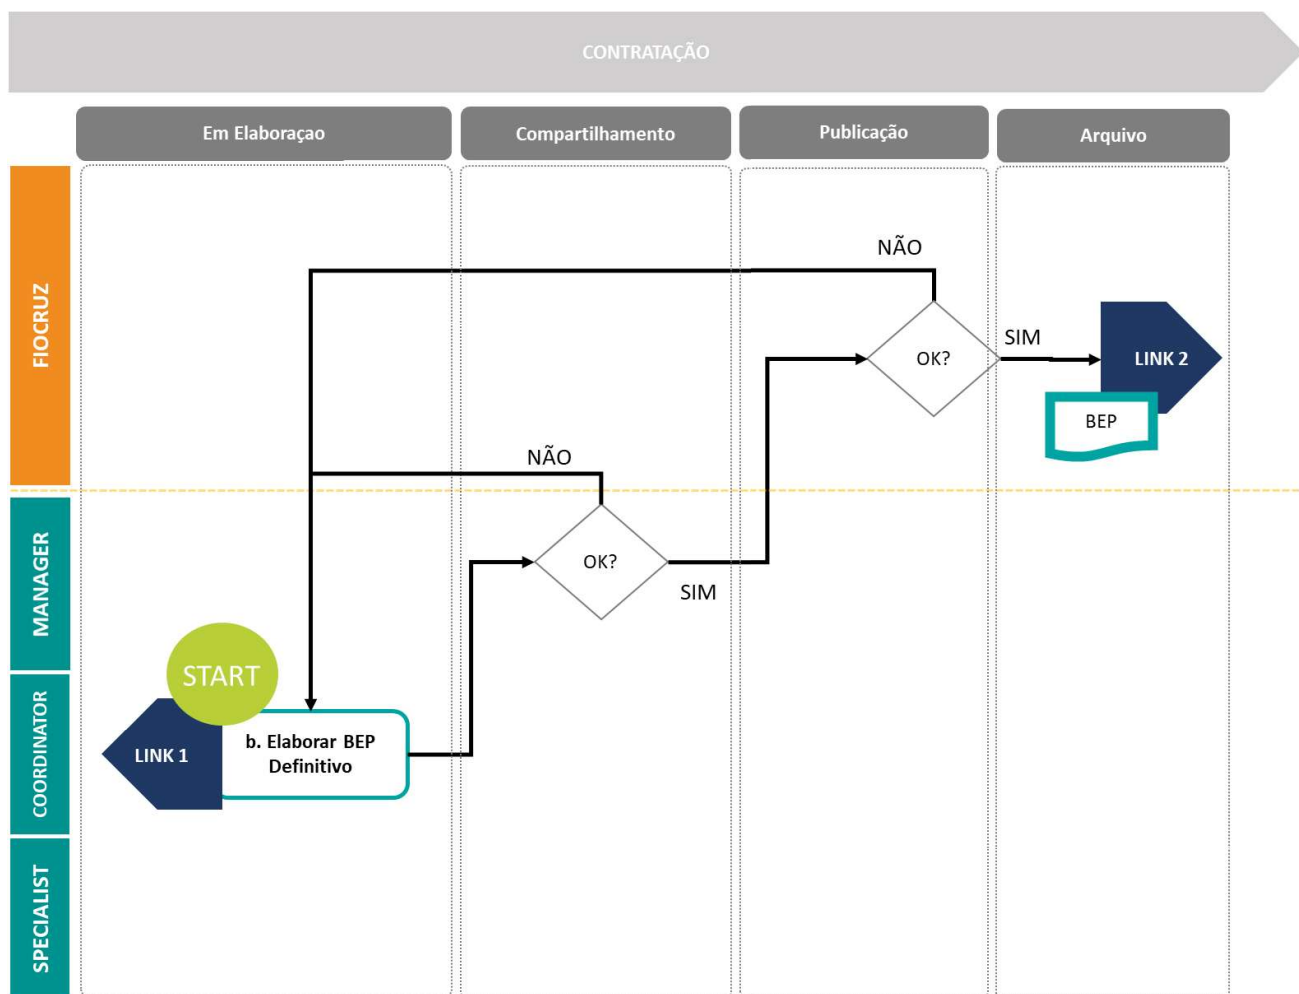 CONTRATAÇÃO
Em Elaboraçao
Compartilhamento
Publicação
Arquivo
FIOCRUZ
NÃO
OK?
SIM
LINK 2
BEP
NÃO
MANAGER
OK?
SIM
START
COORDINATOR
LINK 1
b. Elaborar BEP
Definitivo
SPECIALIST